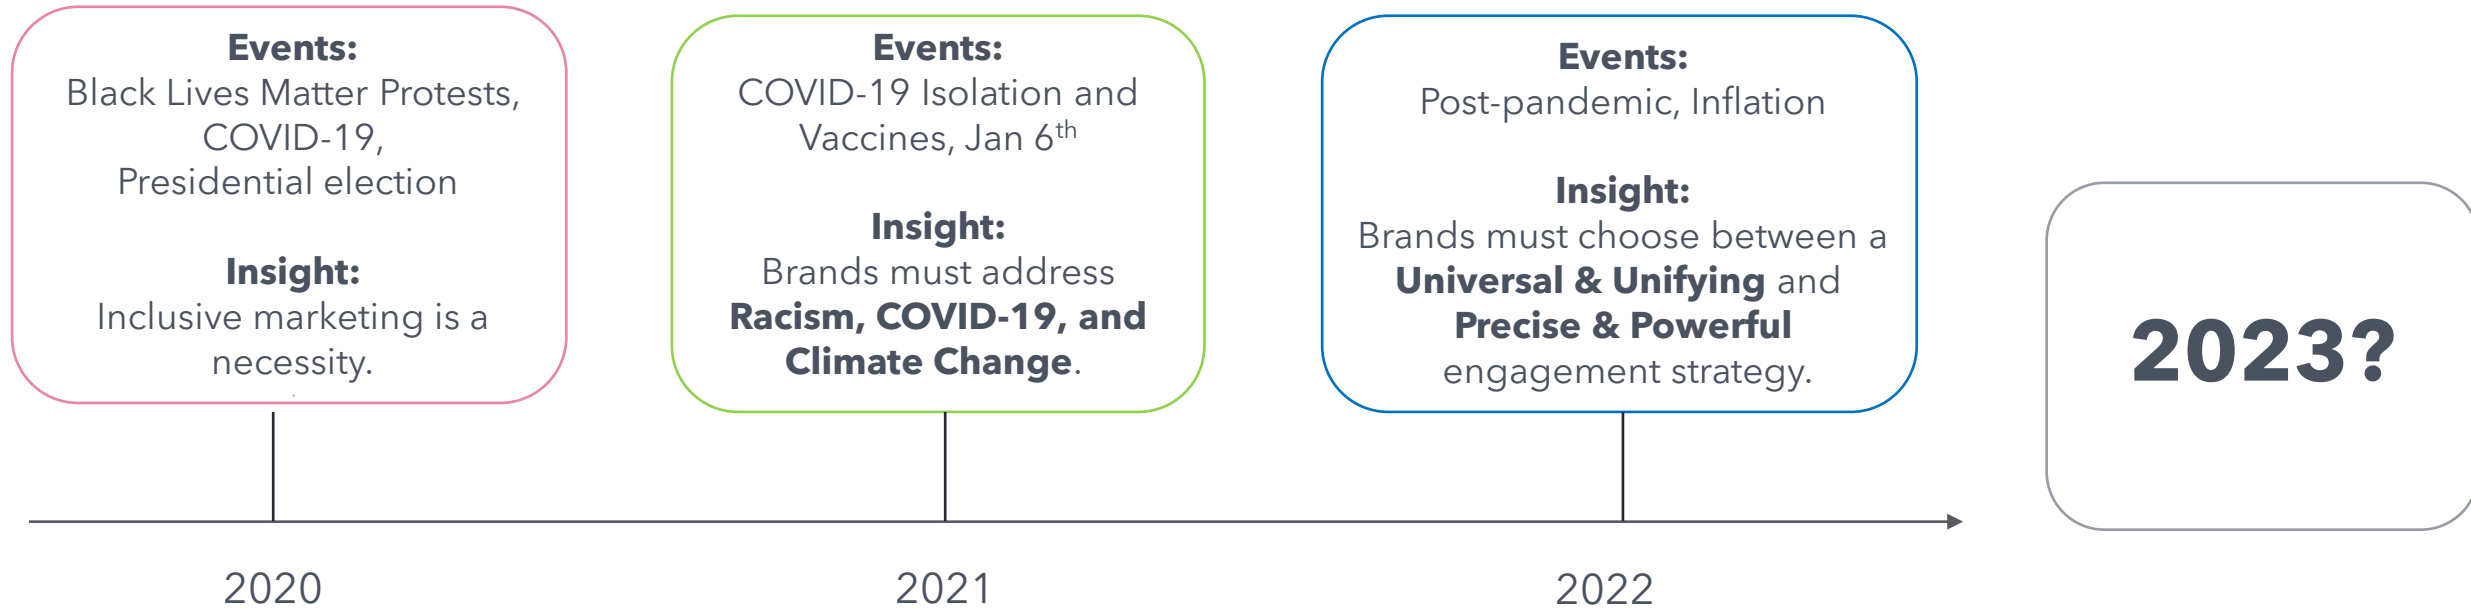 Events:
Black Lives Matter Protests,
COVID-19,
Presidential election
Insight:
Inclusive marketing is a
necessity.
Events:
COVID-19 Isolation and
Vaccines, Jan 6th
Insight:
Brands must address
Racism, COVID-19, and
Climate Change.
Events:
Post-pandemic, Inflation
Insight:
Brands must choose between a
Universal & Unifying and
Precise & Powerful
engagement strategy.
2023?
2020
2021
2022